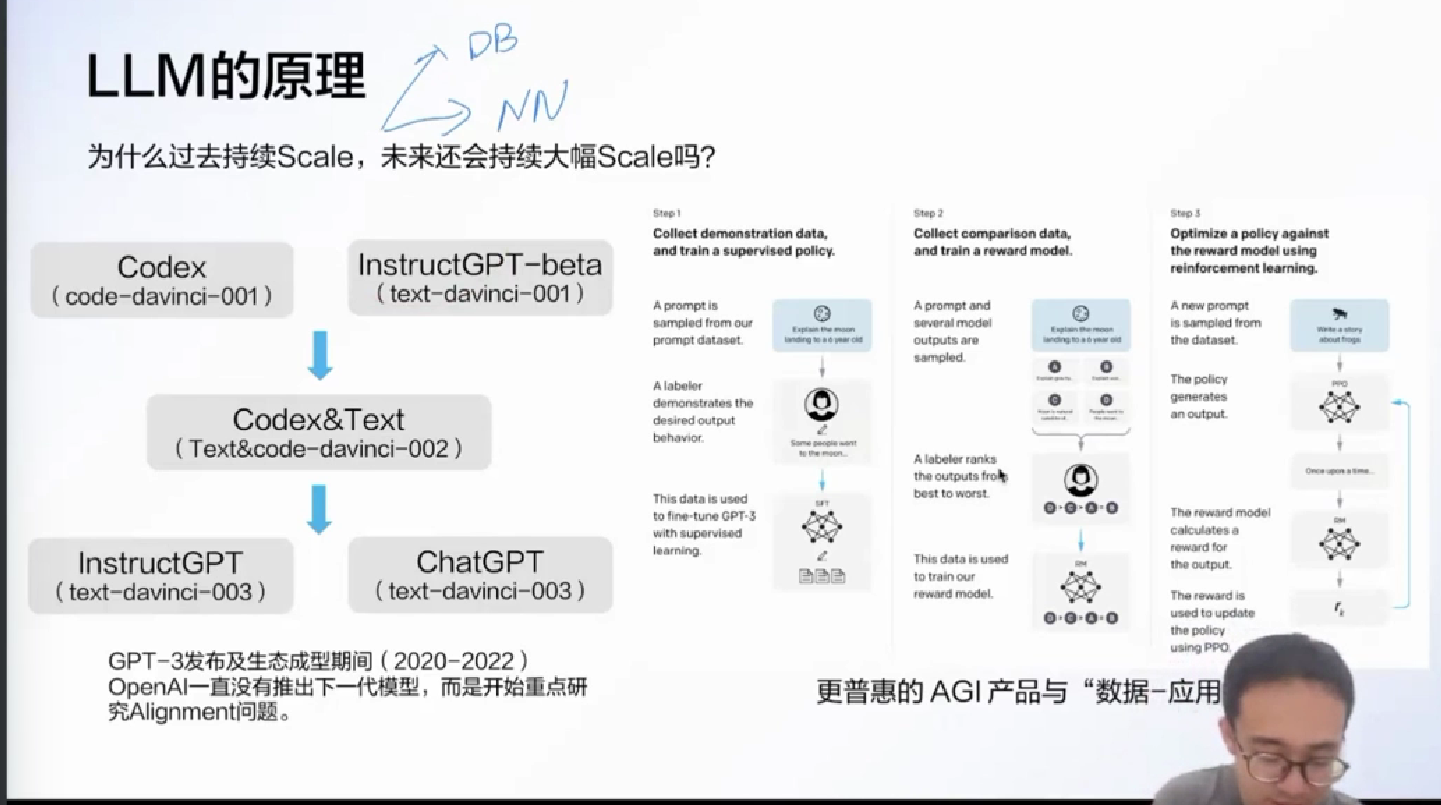 LLM的原理
DB
NN
为什么过去持续Scale，未来还会持续大幅Scale吗？
Codex
（code-davinci-001）
InstructGPT-beta
（text-davinci-001）
Codex&Text
（Text&code-davinci-002）
InstructGPT
（text-davinci-003）
ChatGPT
（text-davinci-003）
GPT-3发布及生态成型期间（2020-2022）
OpenAI一直没有推出下一代模型，而是开始重点研
究Alignment问题。
Step 1
Collect demonstration data,
and train a supervised policy.
A prompt is
sampled from our
prompt dataset.
Explain the moon
landing to a 6 year old
A labeler
demonstrates the
desired output
behavior.
Some people went
to the moon...
This data is used
to fine-tune GPT-3
with supervised
learning.
SFT
Step 2
Collect comparison data,
and train a reward model.
A prompt and
several model
outputs are
sampled.
Explain the moon
landing to a 6 year old
A
B
C
D
A labeler ranks
the outputs from
best to worst.
D > C > A = B
This data is used
to train our
reward model.
RM
D > C > A = B
Step 3
Optimize a policy against
the reward model using
reinforcement learning.
A new prompt
is sampled from
the dataset.
Write a story
about frogs
The policy
generates
an output.
PPO
Once upon a time...
The reward model
calculates a
reward for
the output.
RM
The reward is
used to update
the policy
using PPO.
rk
更普惠的 AGI 产品与“数据-应用